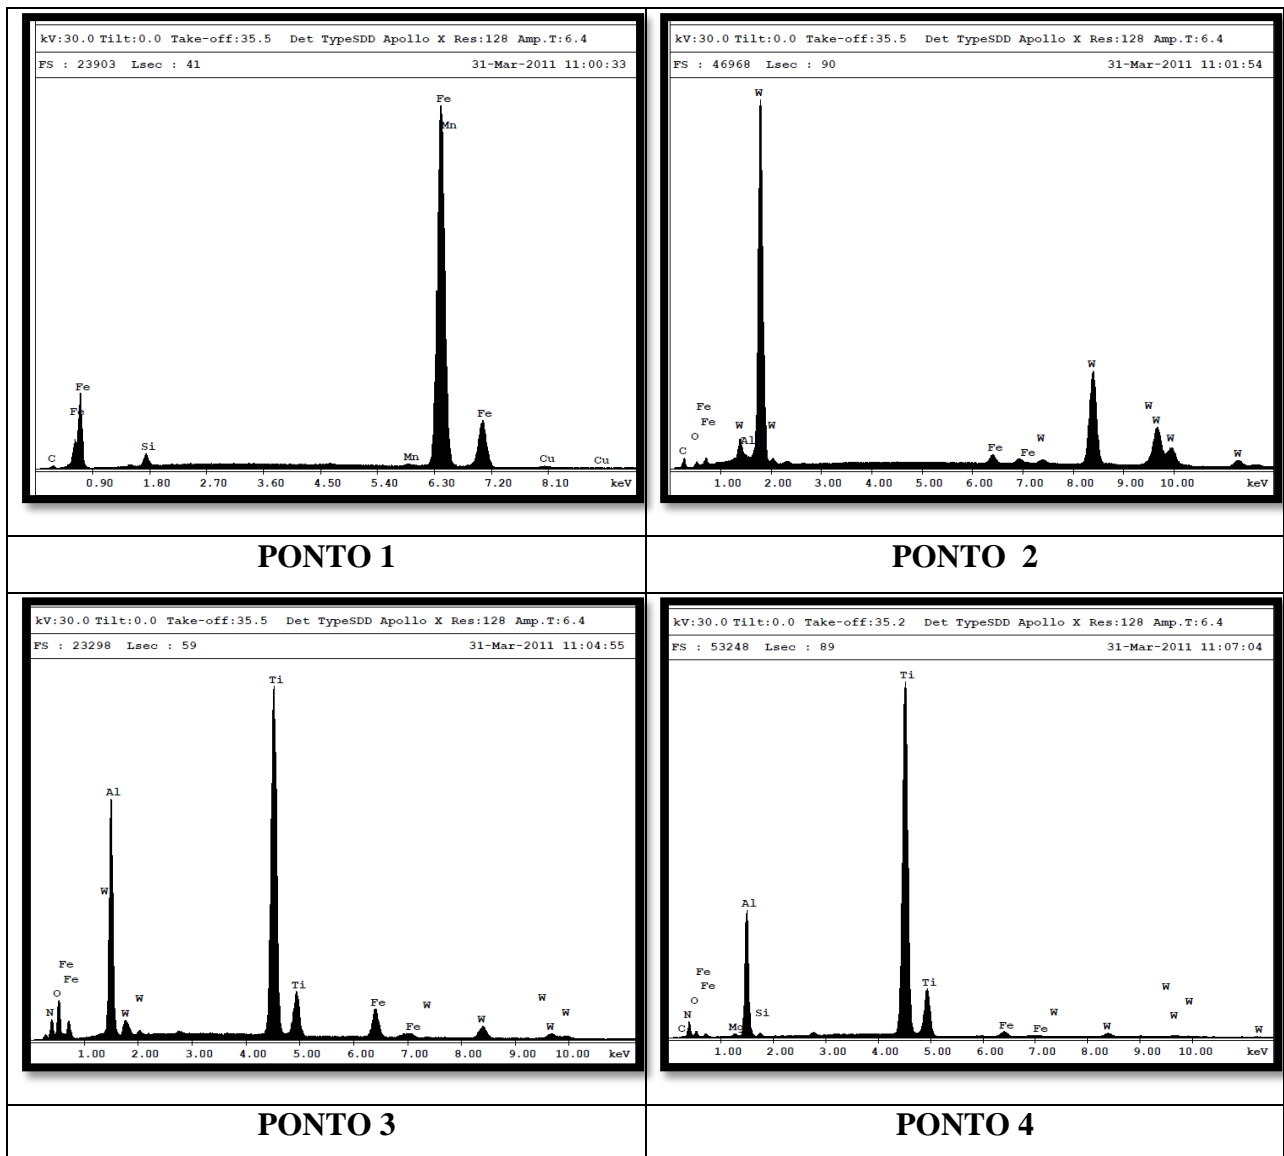 kV:30.0 Tilt:0.0 Take-off:35.5 Det TypeSDD Apollo X Res:128 Amp.T:6.4
FS : 23903 Lsec : 41 31-Mar-2011 11:00:33
Fe
Mn
Fe
Fe
Fe
Si
C
Mn
Cu
Cu
0.90 1.80 2.70 3.60 4.50 5.40 6.30 7.20 8.10 keV
PONTO 1
kV:30.0 Tilt:0.0 Take-off:35.5 Det TypeSDD Apollo X Res:128 Amp.T:6.4
FS : 46968 Lsec : 90 31-Mar-2011 11:01:54
W
W
Fe
W
Fe
W
W
W
O
Al
W
W
C
Fe
Fe
W
1.00 2.00 3.00 4.00 5.00 6.00 7.00 8.00 9.00 10.00 keV
PONTO 2
kV:30.0 Tilt:0.0 Take-off:35.5 Det TypeSDD Apollo X Res:128 Amp.T:6.4
FS : 23298 Lsec : 59 31-Mar-2011 11:04:55
Ti
Al
W
Fe
Fe
Ti
O
W
W
Fe
W
N
W
W
W
Fe
W
1.00 2.00 3.00 4.00 5.00 6.00 7.00 8.00 9.00 10.00 keV
PONTO 3
kV:30.0 Tilt:0.0 Take-off:35.2 Det TypeSDD Apollo X Res:128 Amp.T:6.4
FS : 53248 Lsec : 89 31-Mar-2011 11:07:04
Ti
Al
Fe
Fe
Ti
W
O
W
N
Si
W
W
C
Mg
Fe
Fe
W
W
1.00 2.00 3.00 4.00 5.00 6.00 7.00 8.00 9.00 10.00 keV
PONTO 4